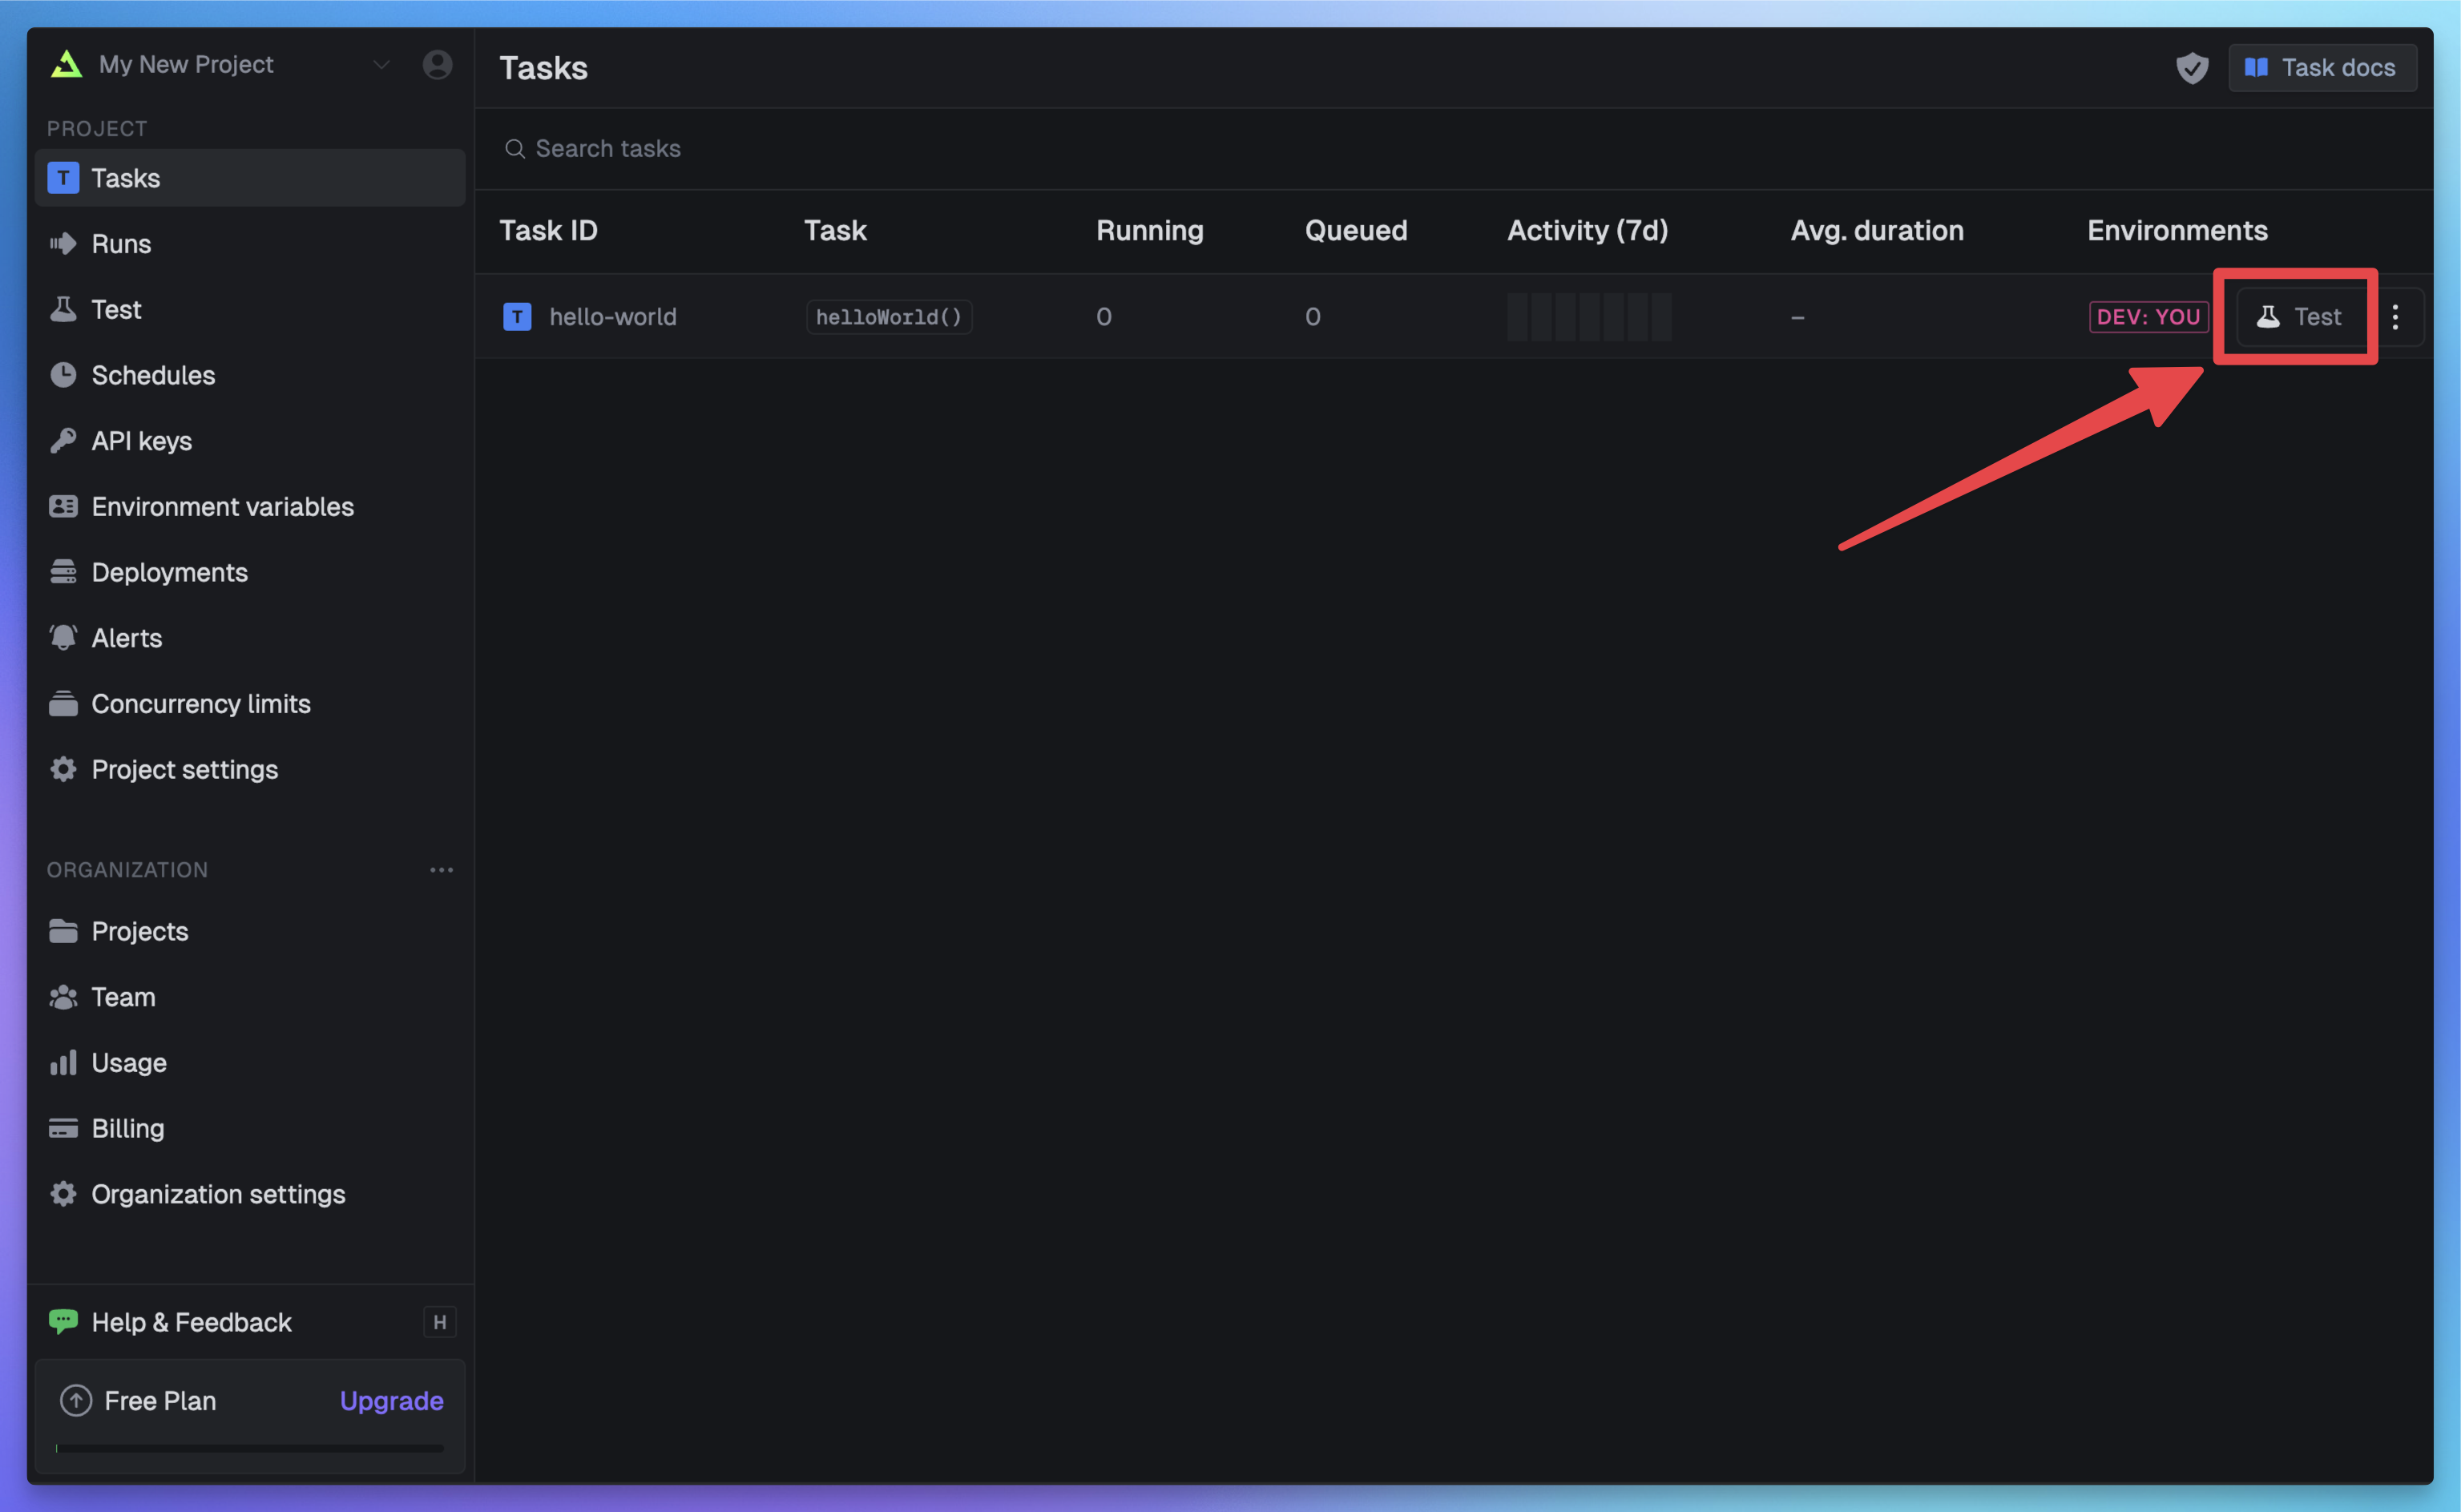 My New Project
PROJECT
T Tasks
Runs
Test
Schedules
API keys
Environment variables
Deployments
Alerts
Concurrency limits
Project settings
ORGANIZATION
Projects
Team
Usage
Billing
Organization settings
Help & Feedback H
Free Plan Upgrade
Tasks Task docs
Search tasks
Task ID Task Running Queued Activity (7d) Avg. duration Environments
T hello-world helloWorld() 0 0 – DEV: YOU Test